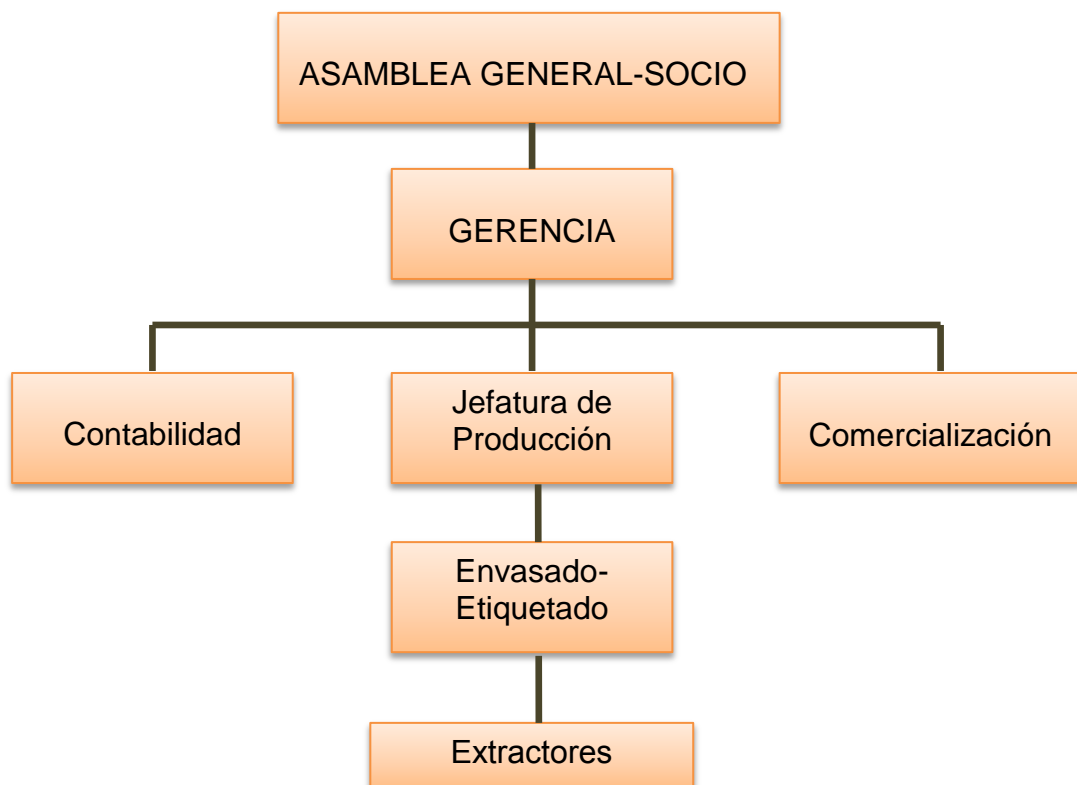 ASAMBLEA GENERAL-SOCIO
GERENCIA
Contabilidad
Jefatura de
Producción
Comercialización
Envasado-
Etiquetado
Extractores